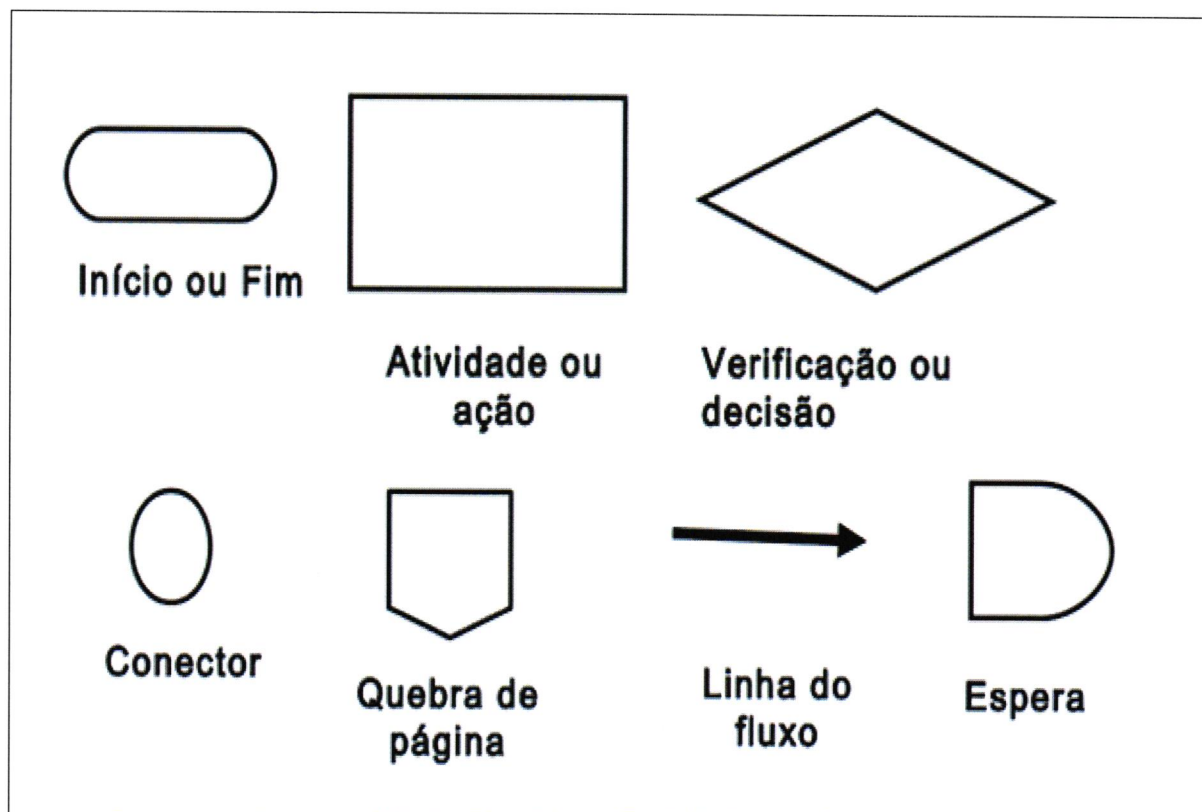 Início ou Fim
Atividade ou
ação
Verificação ou
decisão
Conector
Quebra de
página
Linha do
fluxo
Espera